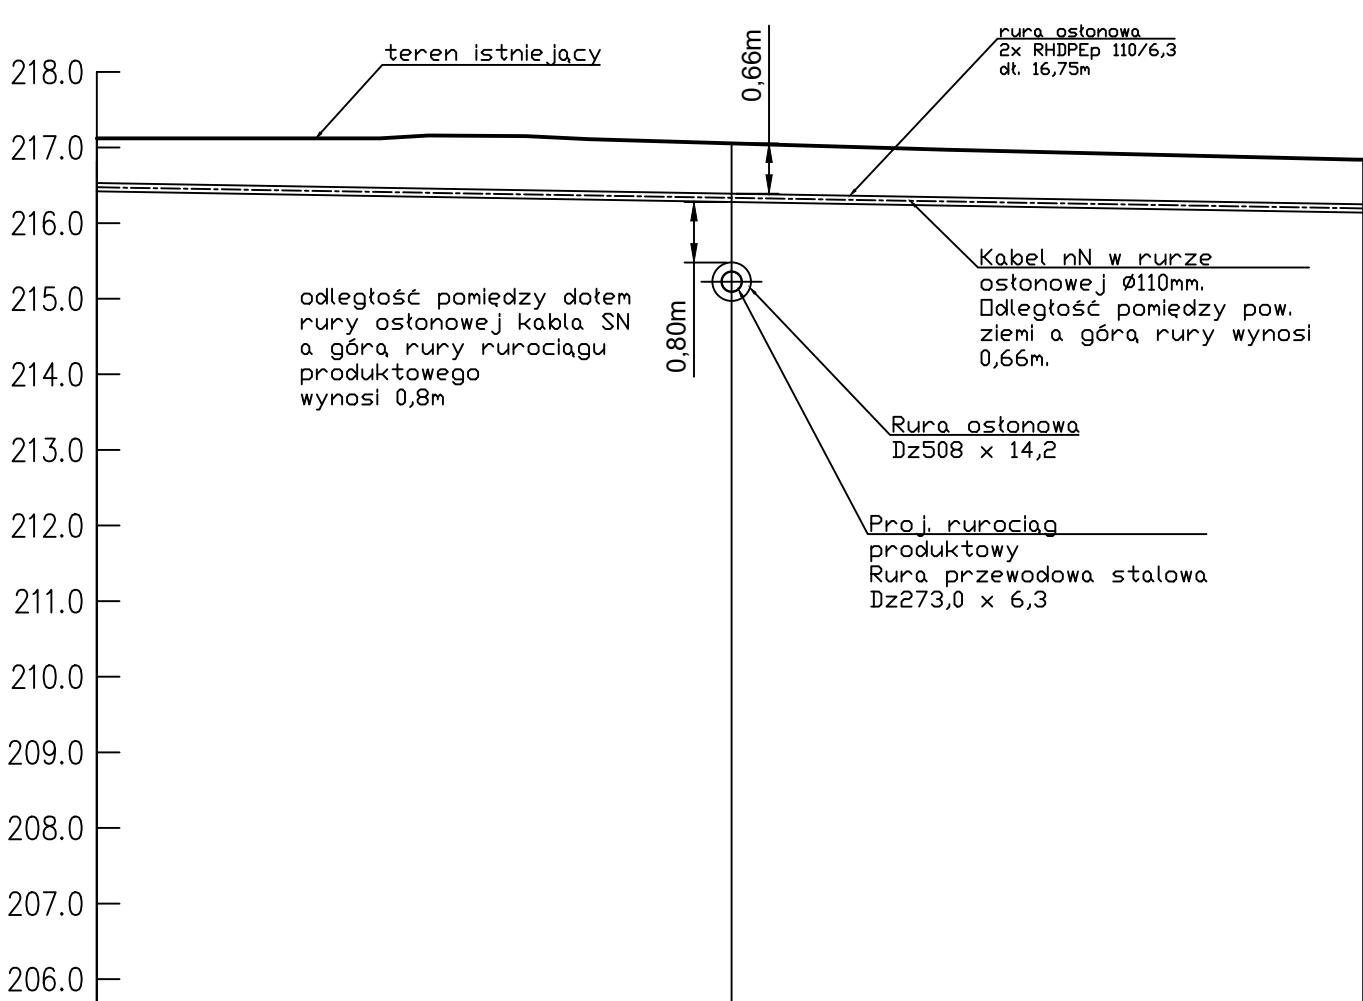 rura osłonowa
2x RHDPEp 110/6,3
dł. 16,75m
teren istniejący
0,66m
218.0
217.0
216.0
215.0
214.0
213.0
212.0
211.0
210.0
209.0
208.0
207.0
206.0
Kabel nN w rurze
osłonowej Ø110mm.
Odległość pomiędzy pow.
ziemi a górą rury wynosi
0,66m.
odległość pomiędzy dołem
rury osłonowej kabla SN
a górą rury rurociągu
produktowego
wynosi 0,8m
0,80m
Rura osłonowa
Dz508 x 14,2
Proj. rurociąg
produktowy
Rura przewodowa stalowa
Dz273,0 x 6,3